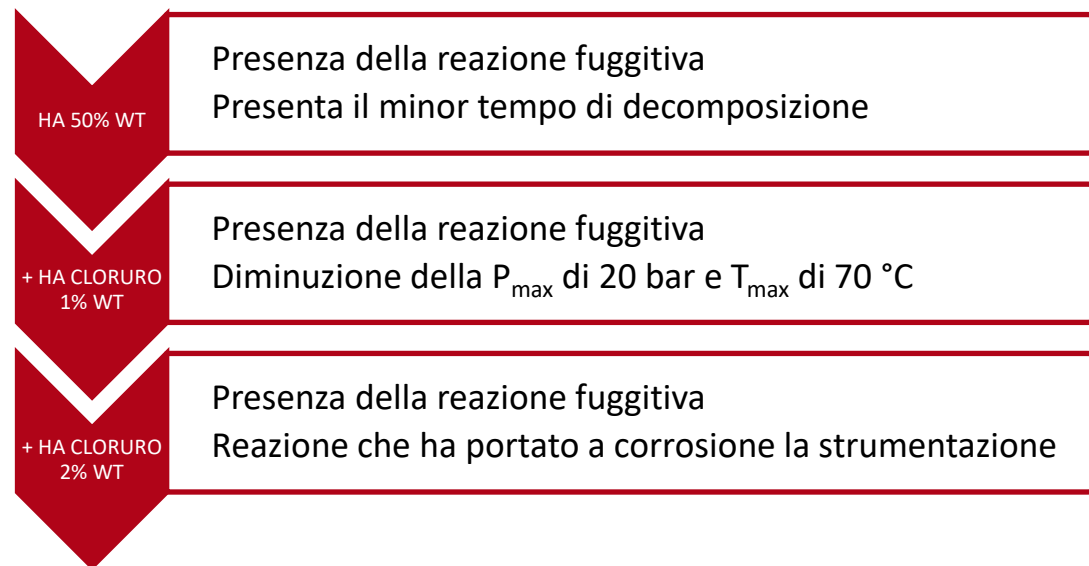 HA 50% WT
Presenza della reazione fuggitiva
Presenta il minor tempo di decomposizione
+ HA CLORURO
1% WT
Presenza della reazione fuggitiva
Diminuzione della Pmax di 20 bar e Tmax di 70 °C
+ HA CLORURO
2% WT
Presenza della reazione fuggitiva
Reazione che ha portato a corrosione la strumentazione